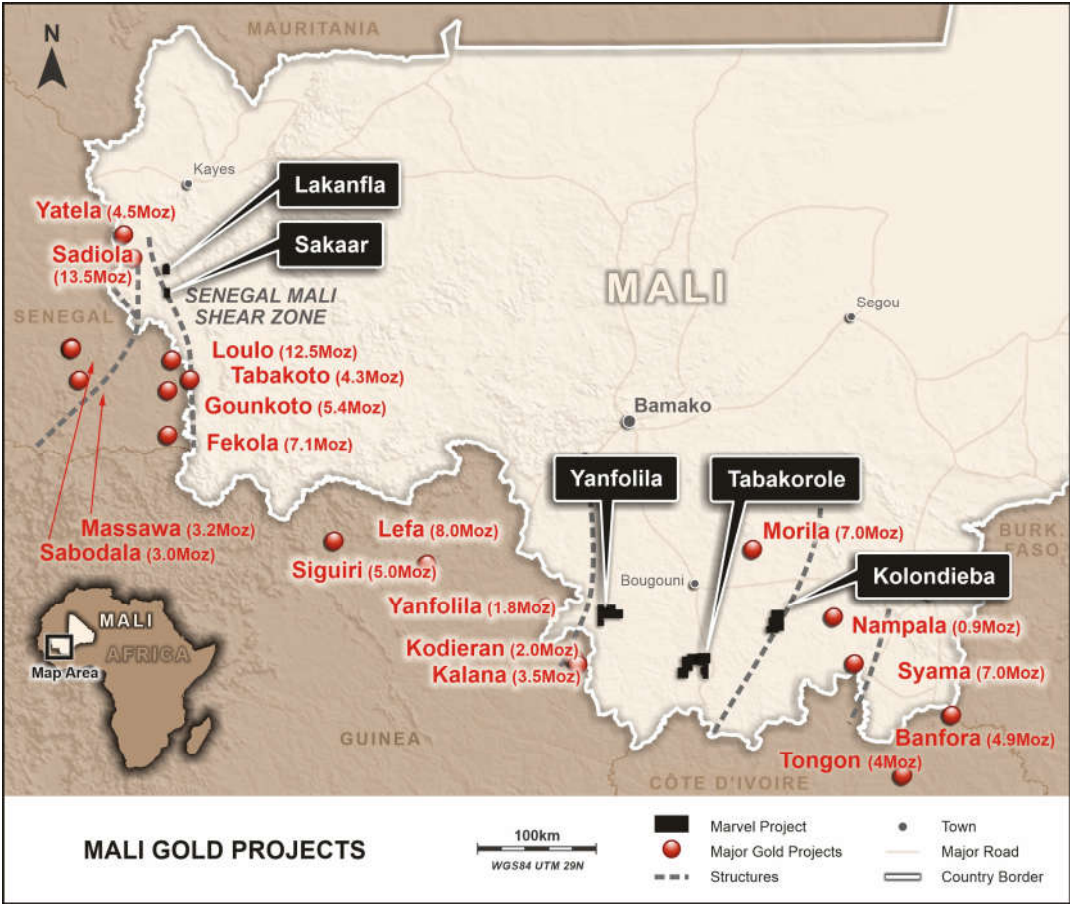 MAURITANIA
N
Kayes
Lakanfla
Yatela (4.5Moz)
Sakaar
Sadiola
(13.5Moz)
MALI
SENEGAL MALI
SHEAR ZONE
Segou
SENEGAL
Loulo (12.5Moz)
Tabakoto (4.3Moz)
Gounkoto (5.4Moz)
Bamako
Fekola (7.1Moz)
Yanfolila
Tabakorole
Massawa (3.2Moz)
Sabodala (3.0Moz)
Lefa (8.0Moz)
Morila (7.0Moz)
BURK.
FASO
Siguiri (5.0Moz)
Bougouni
Kolondieba
Yanfolila (1.8Moz)
MALI
AFRICA
Map Area
Nampala (0.9Moz)
Kodieran (2.0Moz)
Kalana (3.5Moz)
Syama (7.0Moz)
GUINEA
Banfora (4.9Moz)
Tongon (4Moz)
CÔTE D'IVOIRE
MALI GOLD PROJECTS
100km
WGS84 UTM 29N
Marvel Project
Major Gold Projects
Structures
Town
Major Road
Country Border